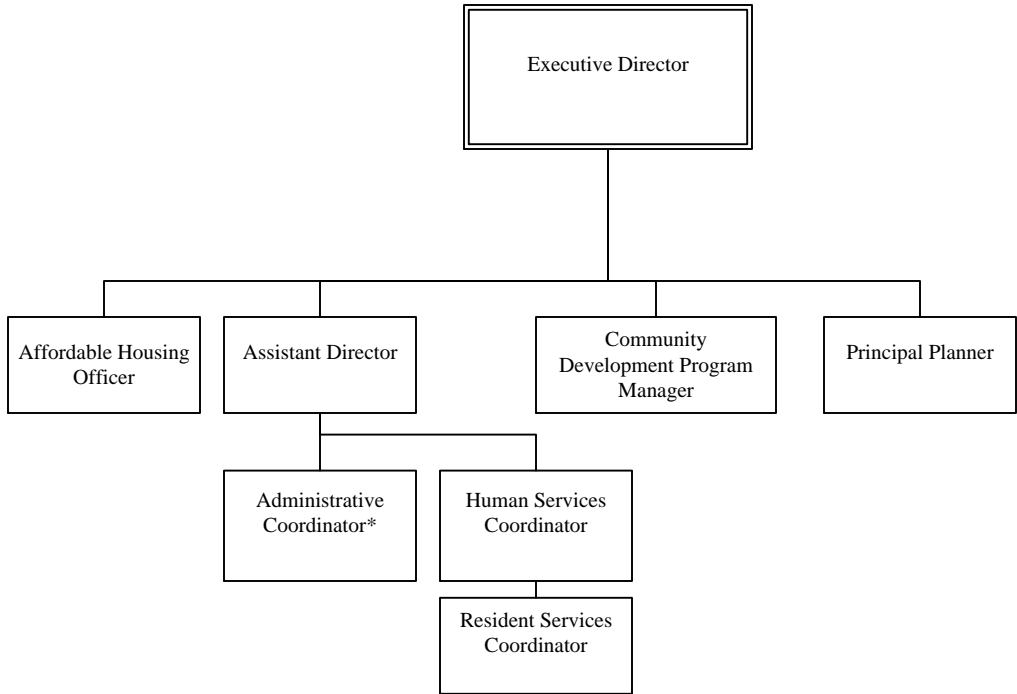 Executive Director
Affordable Housing
Officer
Assistant Director
Community
Development Program
Manager
Principal Planner
Administrative
Coordinator*
Human Services
Coordinator
Resident Services
Coordinator